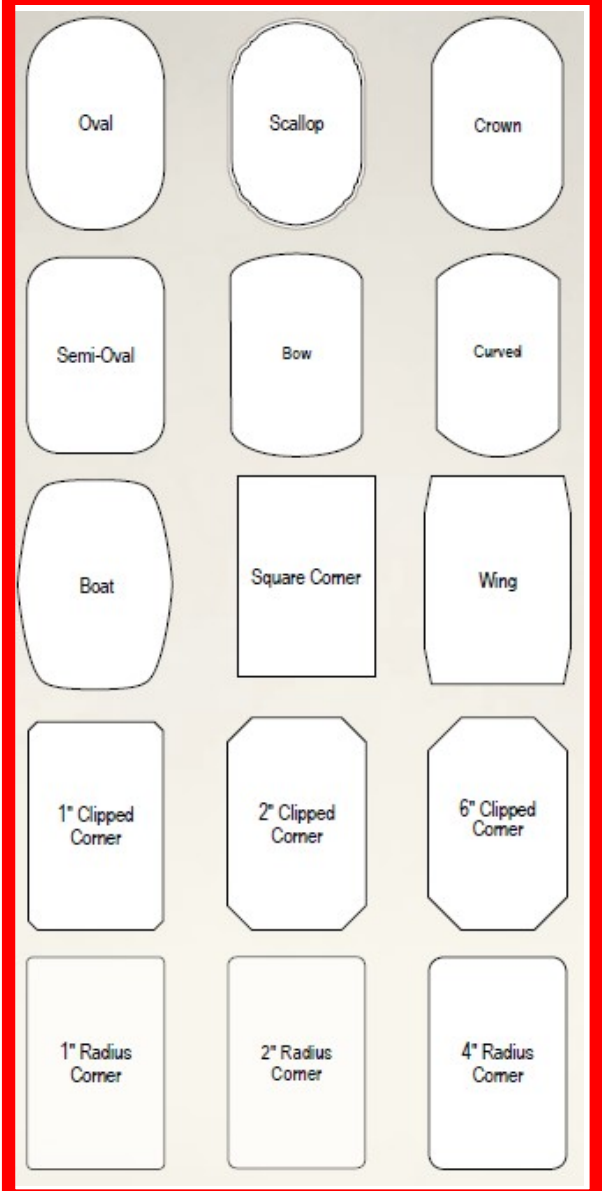 Oval
Scallop
Crown
Semi-Oval
Bow
Curved
Boat
Square Corner
Wing
1" Clipped
Corner
2" Clipped
Corner
6" Clipped
Corner
1" Radius
Corner
2" Radius
Corner
4" Radius
Corner